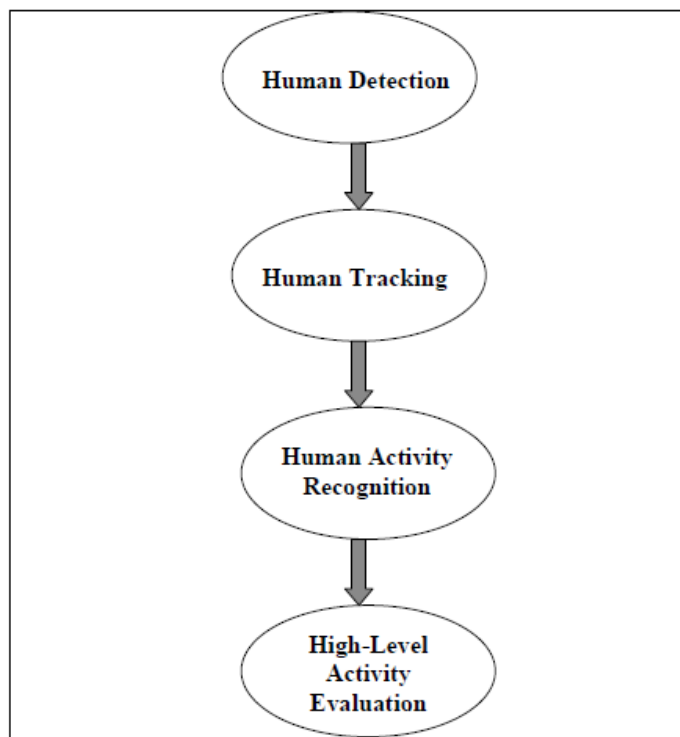 Human Detection
Human Tracking
Human Activity
Recognition
High-Level
Activity
Evaluation